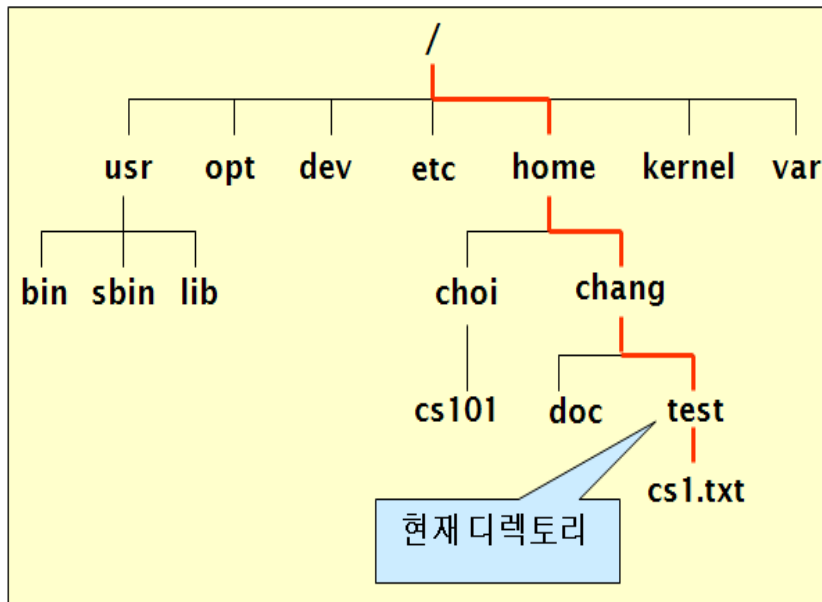 /
usr opt dev etc home kernel var
bin sbin lib choi chang
cs101 doc test
cs1.txt
현재 디렉토리